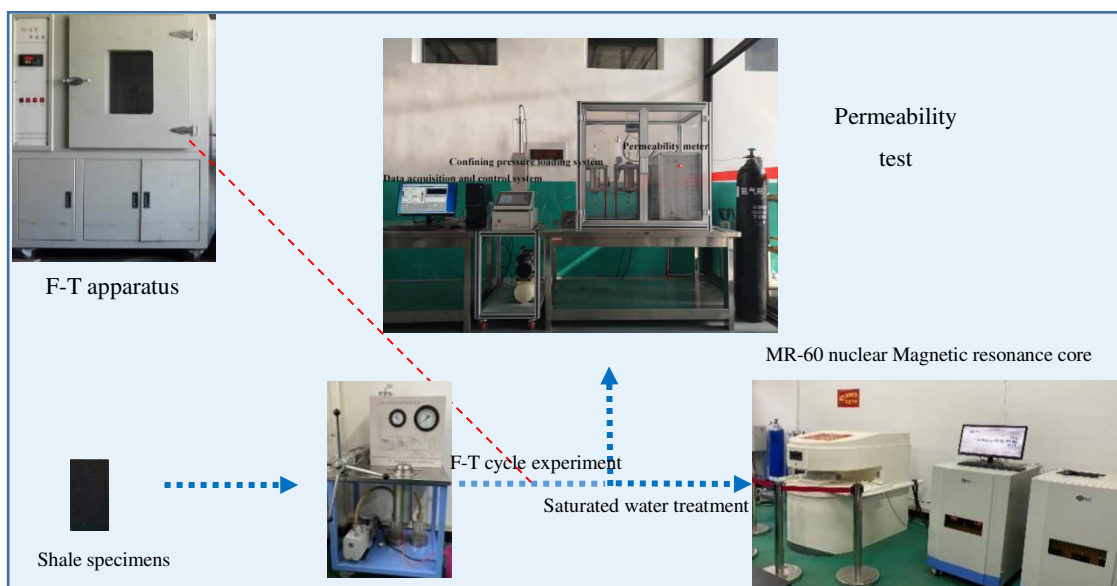 Permeability
test
Confining pressure loading system
Permeability meter
Data acquisition and control system
F-T apparatus
MR-60 nuclear Magnetic resonance core
F-T cycle experiment
Saturated water treatment
Shale specimens